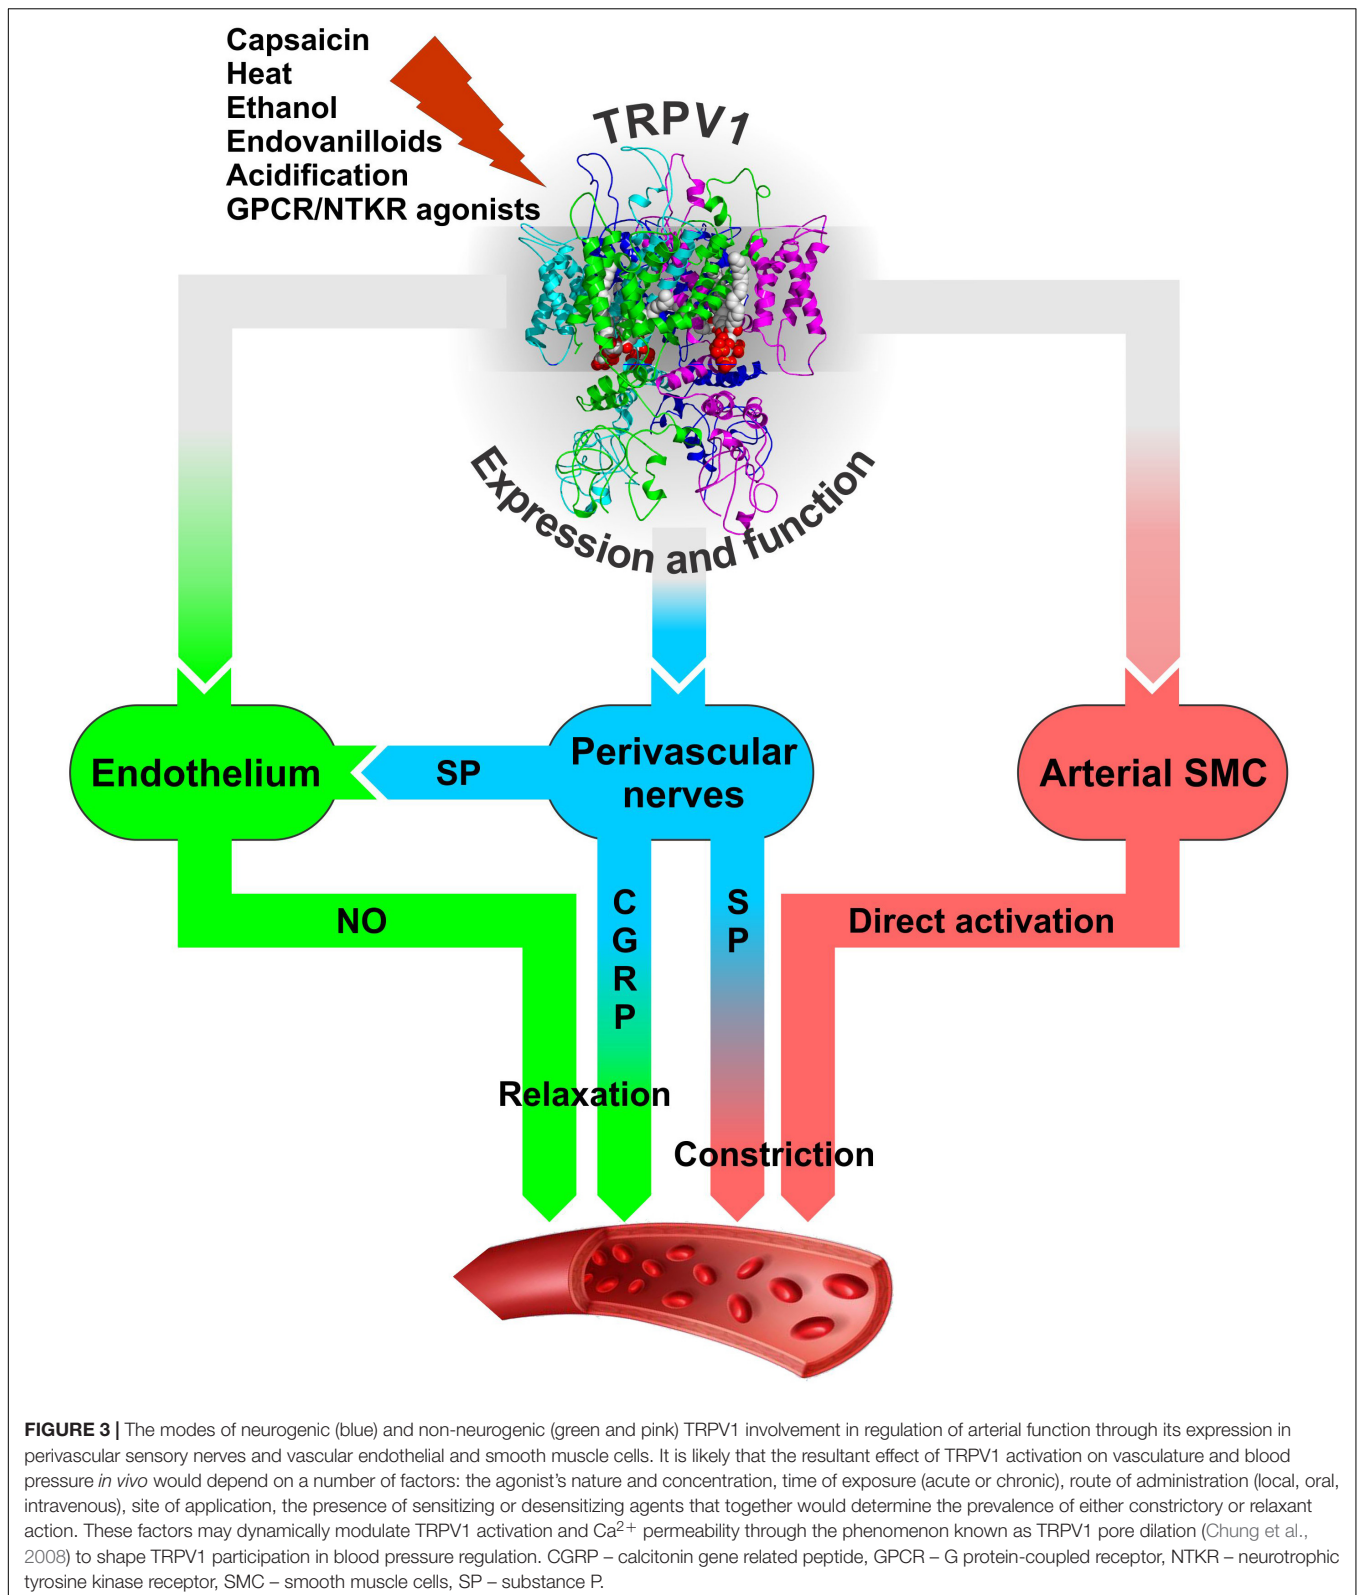 Capsaicin
Heat
Ethanol
Endovanilloids
Acidification
GPCR/NTKR agonists
TRPV1
Expression and function
Endothelium
SP
Perivascular
nerves
Arterial SMC
NO
CGRP
SP
Direct activation
Relaxation
Constriction
FIGURE 3 | The modes of neurogenic (blue) and non-neurogenic (green and pink) TRPV1 involvement in regulation of arterial function through its expression in
perivascular sensory nerves and vascular endothelial and smooth muscle cells. It is likely that the resultant effect of TRPV1 activation on vasculature and blood
pressure in vivo would depend on a number of factors: the agonist's nature and concentration, time of exposure (acute or chronic), route of administration (local, oral,
intravenous), site of application, the presence of sensitizing or desensitizing agents that together would determine the prevalence of either constrictory or relaxant
action. These factors may dynamically modulate TRPV1 activation and Ca²⁺ permeability through the phenomenon known as TRPV1 pore dilation (Chung et al.,
2008) to shape TRPV1 participation in blood pressure regulation. CGRP – calcitonin gene related peptide, GPCR – G protein-coupled receptor, NTKR – neurotrophic
tyrosine kinase receptor, SMC – smooth muscle cells, SP – substance P.